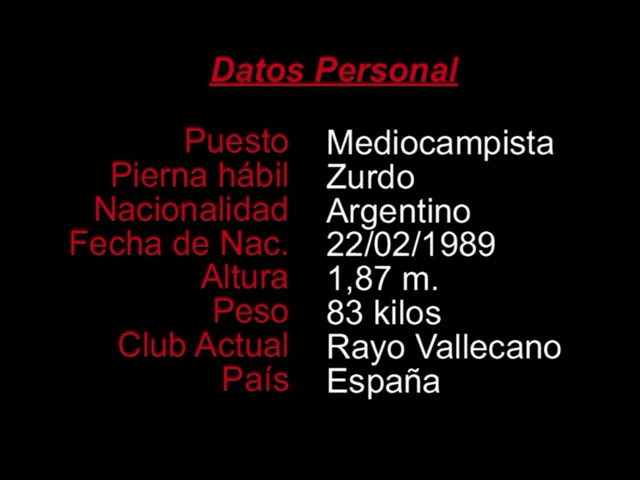 Datos Personal
Puesto Mediocampista
Pierna hábil Zurdo
Nacionalidad Argentino
Fecha de Nac. 22/02/1989
Altura 1,87 m.
Peso 83 kilos
Club Actual Rayo Vallecano
País España